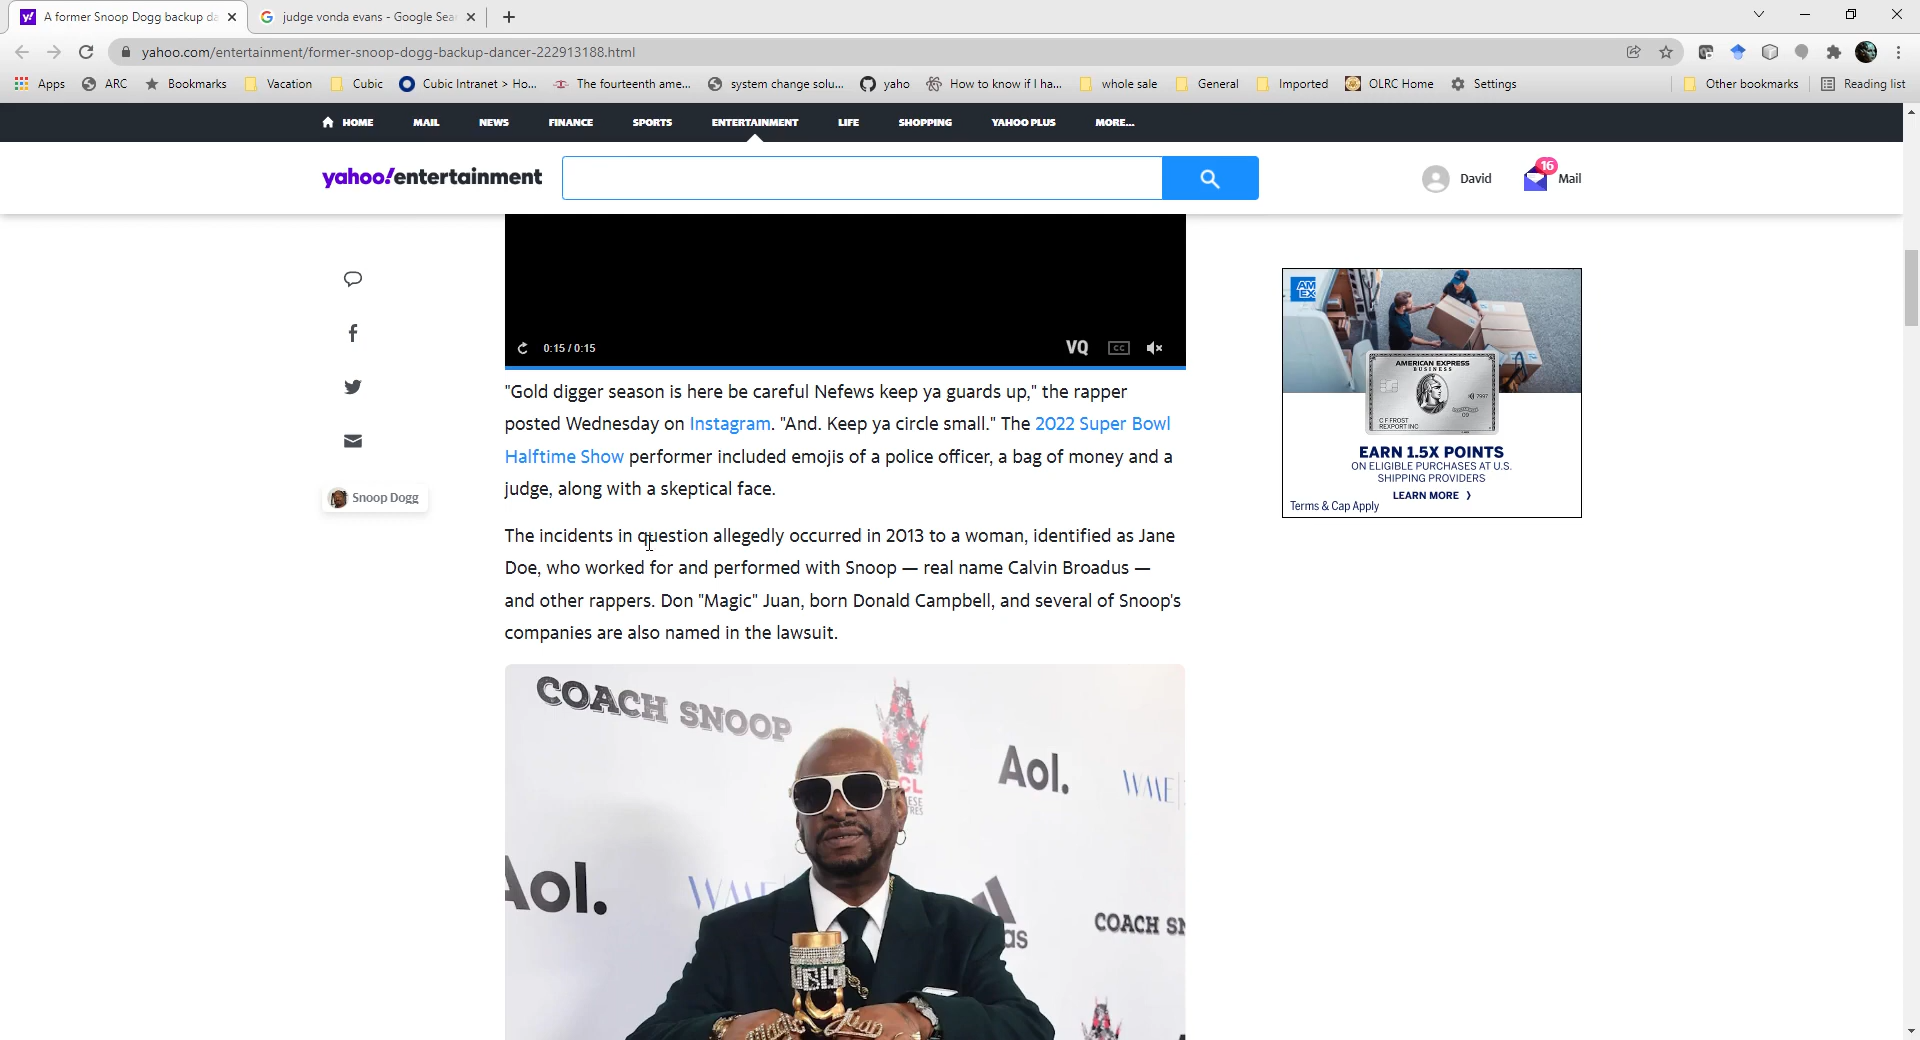 A former Snoop Dogg backup da
judge vonda evans - Google Sea
yahoo.com/entertainment/former-snoop-dogg-backup-dancer-222913188.html
Apps ARC Bookmarks Vacation Cubic Cubic Intranet > Ho... The fourteenth ame... system change solu... yaho How to know if I ha... whole sale General Imported OLRC Home Settings Other bookmarks Reading list
HOME MAIL NEWS FINANCE SPORTS ENTERTAINMENT LIFE SHOPPING YAHOO PLUS MORE...
yahoo!entertainment
David
16
Mail
0:15 / 0:15
VQ CC
"Gold digger season is here be careful Nefews keep ya guards up," the rapper
posted Wednesday on Instagram. "And. Keep ya circle small." The 2022 Super Bowl
Halftime Show performer included emojis of a police officer, a bag of money and a
judge, along with a skeptical face.
Snoop Dogg
The incidents in question allegedly occurred in 2013 to a woman, identified as Jane
Doe, who worked for and performed with Snoop — real name Calvin Broadus —
and other rappers. Don "Magic" Juan, born Donald Campbell, and several of Snoop's
companies are also named in the lawsuit.
AM
EX
AMERICAN EXPRESS
BUSINESS
C F FROST
REXPORT INC
EARN 1.5X POINTS
ON ELIGIBLE PURCHASES AT U.S.
SHIPPING PROVIDERS
LEARN MORE
Terms & Cap Apply
COACH SNOOP
Aol.
WME
Aol.
WME
COACH SN
das
Juan